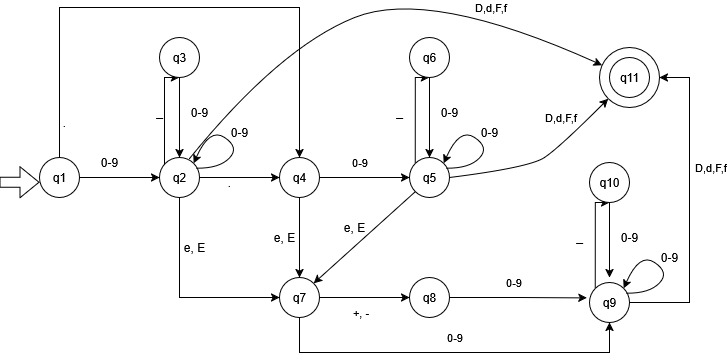 D,d,F,f
q3
q6
q11
_
0-9
0-9
_
0-9
0-9
D,d,F,f
.
q1
0-9
q2
.
q4
0-9
q5
D,d,F,f
q10
e, E
e, E
e, E
_
0-9
0-9
q7
+, -
q8
0-9
q9
0-9